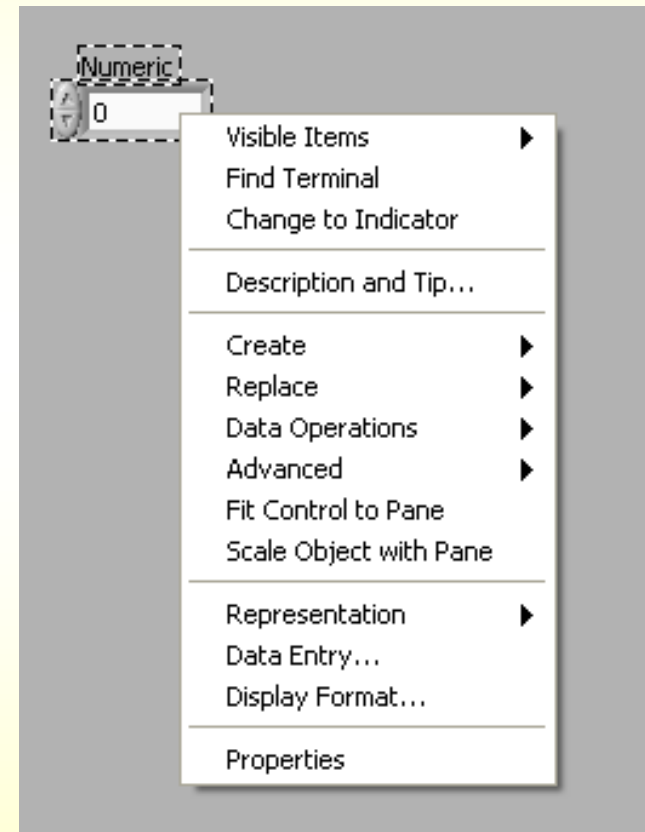 Numeric
0
Visible Items
Find Terminal
Change to Indicator
Description and Tip...
Create
Replace
Data Operations
Advanced
Fit Control to Pane
Scale Object with Pane
Representation
Data Entry...
Display Format...
Properties